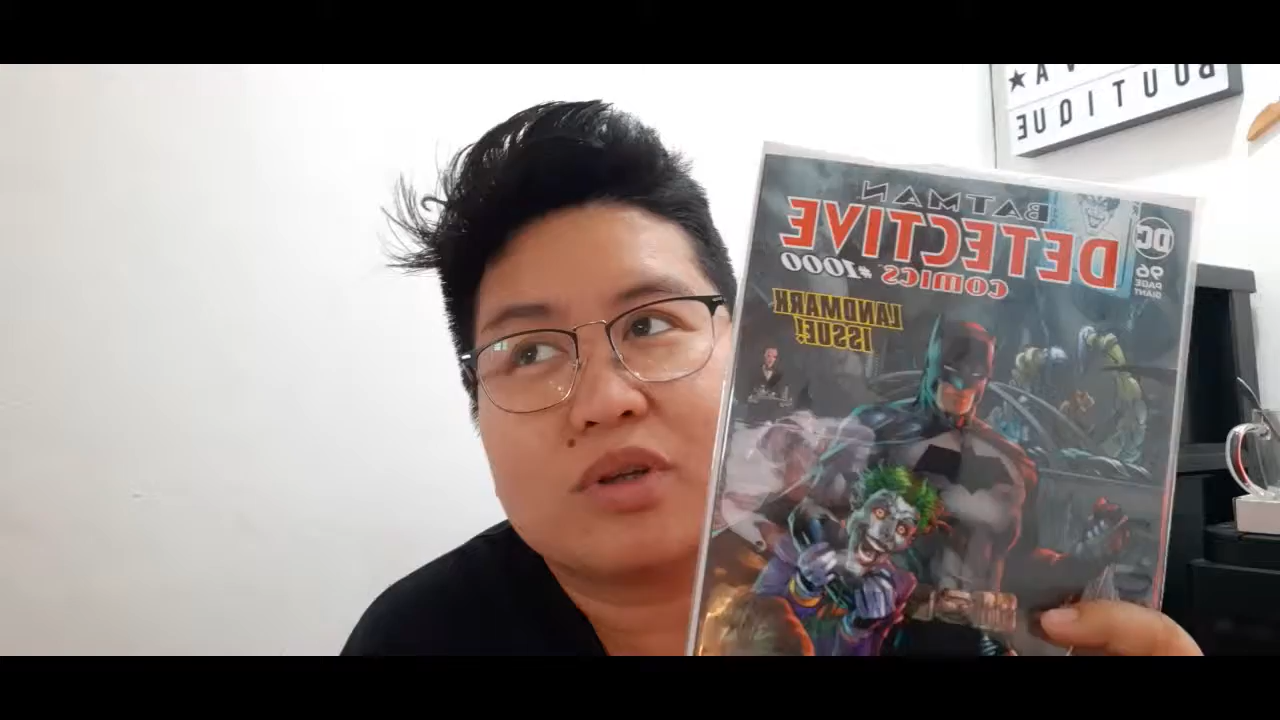 BATMAN
DETECTIVE
COMICS #1000
DC
96
PAGE
GIANT
LANDMARK
ISSUE!
BOUTIQUE